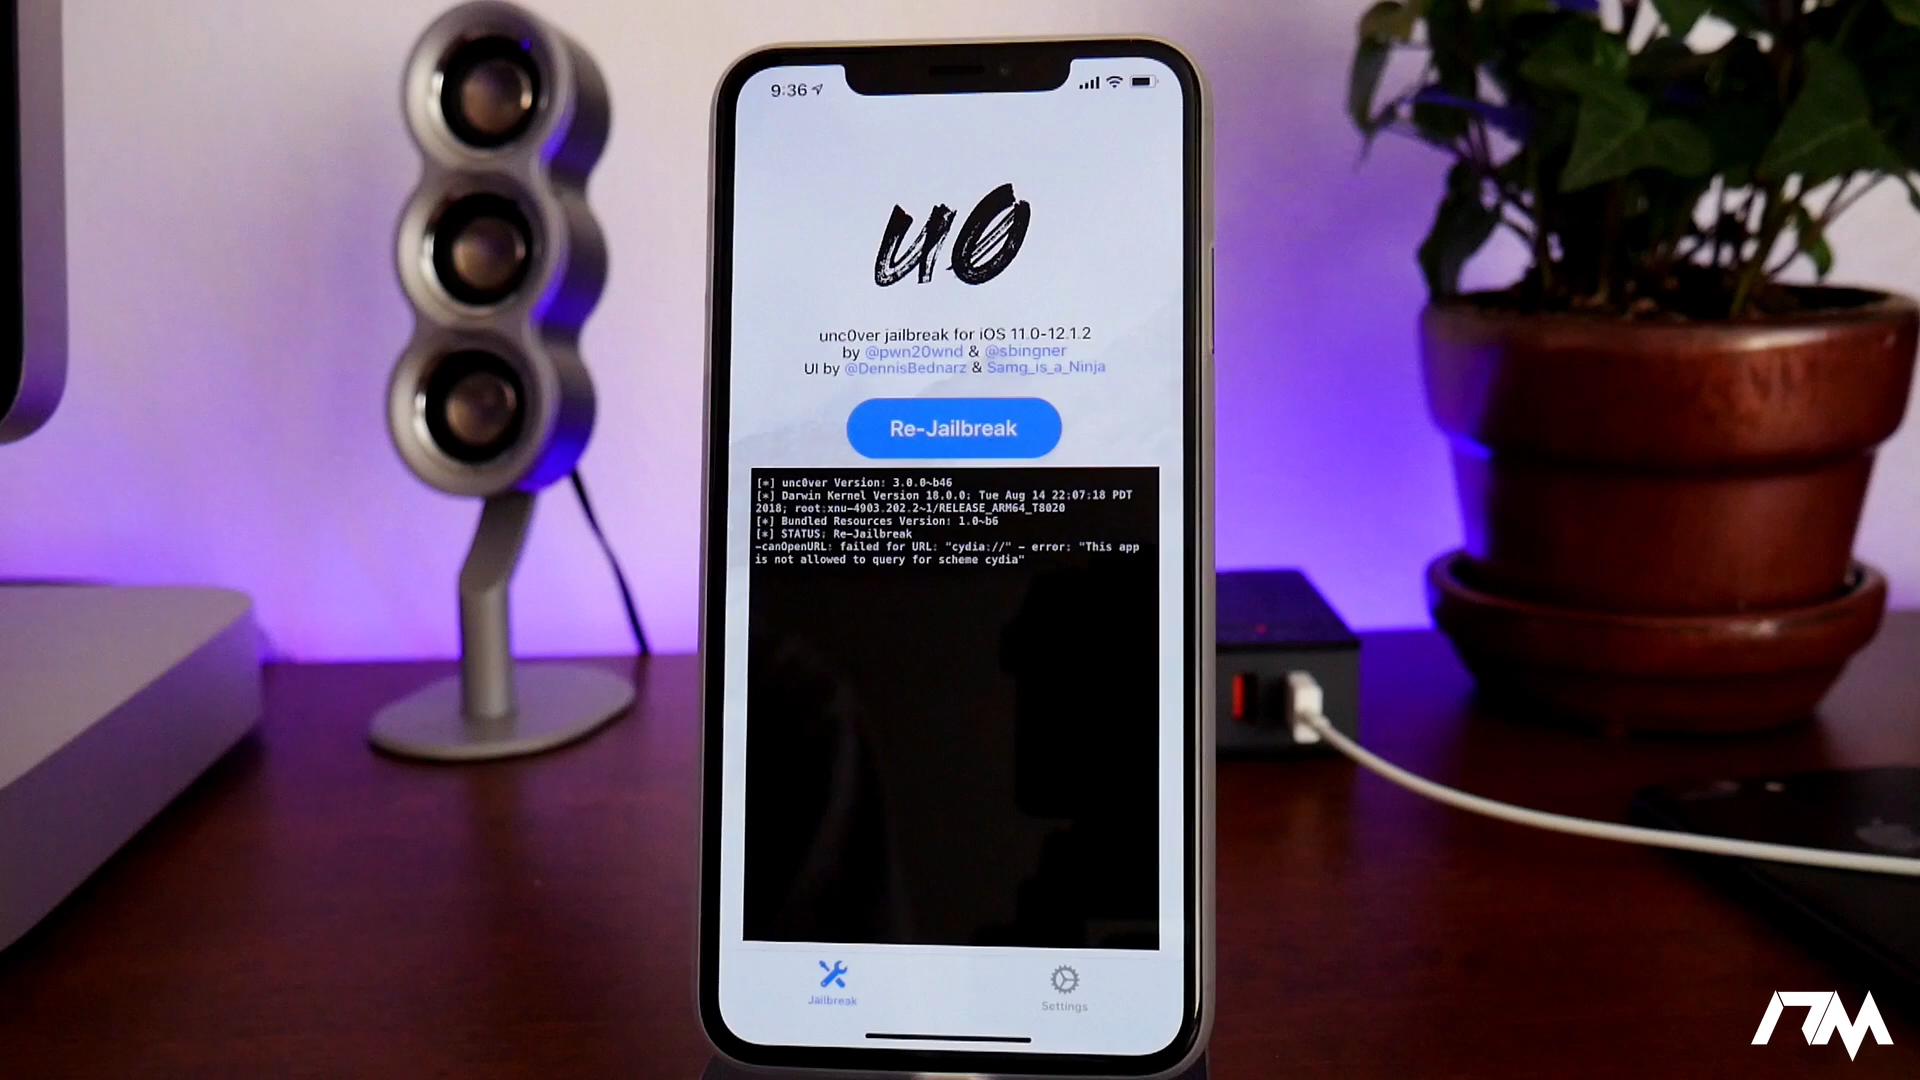 9:36
u0
unc0ver jailbreak for iOS 11.0-12.1.2
by @pwn20wnd & @sbingner
UI by @DennisBednarz & Samg_is_a_Ninja
Re-Jailbreak
[*] unc0ver Version: 3.0.0~b46
[*] Darwin Kernel Version 18.0.0: Tue Aug 14 22:07:18 PDT
2018; root:xnu-4903.202.2~1/RELEASE_ARM64_T8020
[*] Bundled Resources Version: 1.0~b6
[*] STATUS: Re-Jailbreak
-canOpenURL: failed for URL: "cydia://" - error: "This app
is not allowed to query for scheme cydia"
Jailbreak
Settings